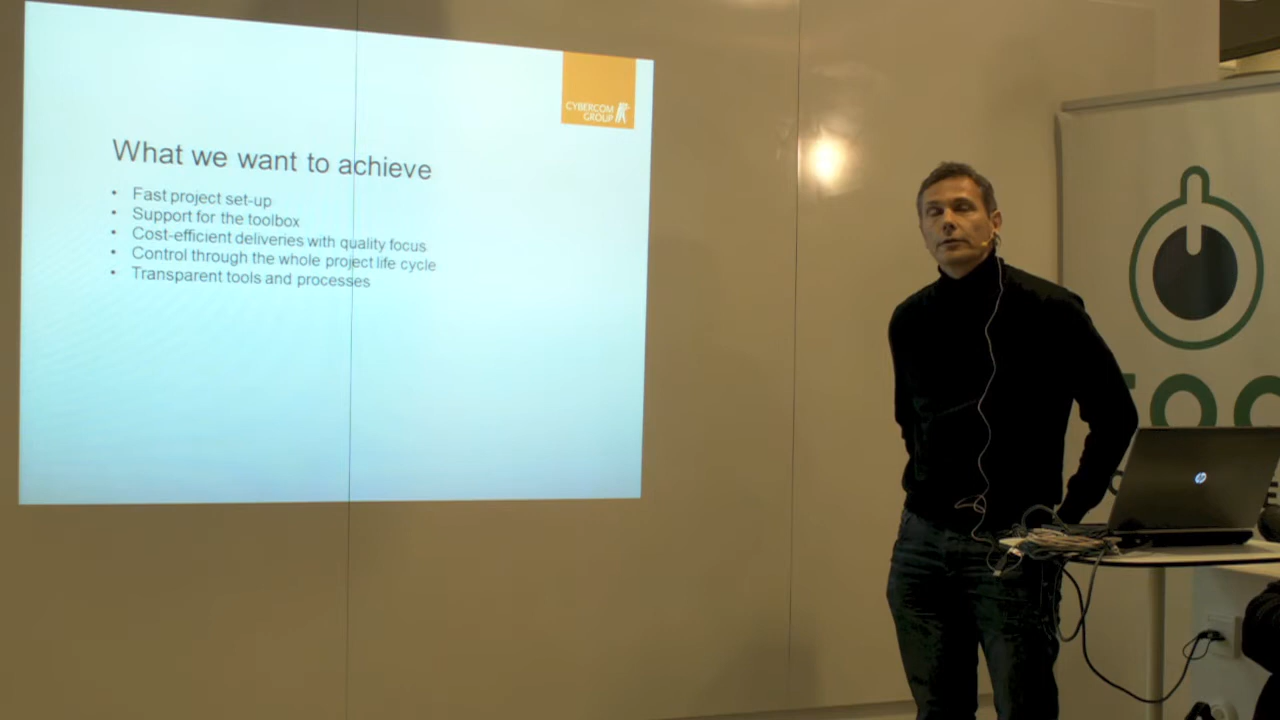 CYBERCOM
GROUP
What we want to achieve
• Fast project set-up
• Support for the toolbox
• Cost-efficient deliveries with quality focus
• Control through the whole project life cycle
• Transparent tools and processes
hp